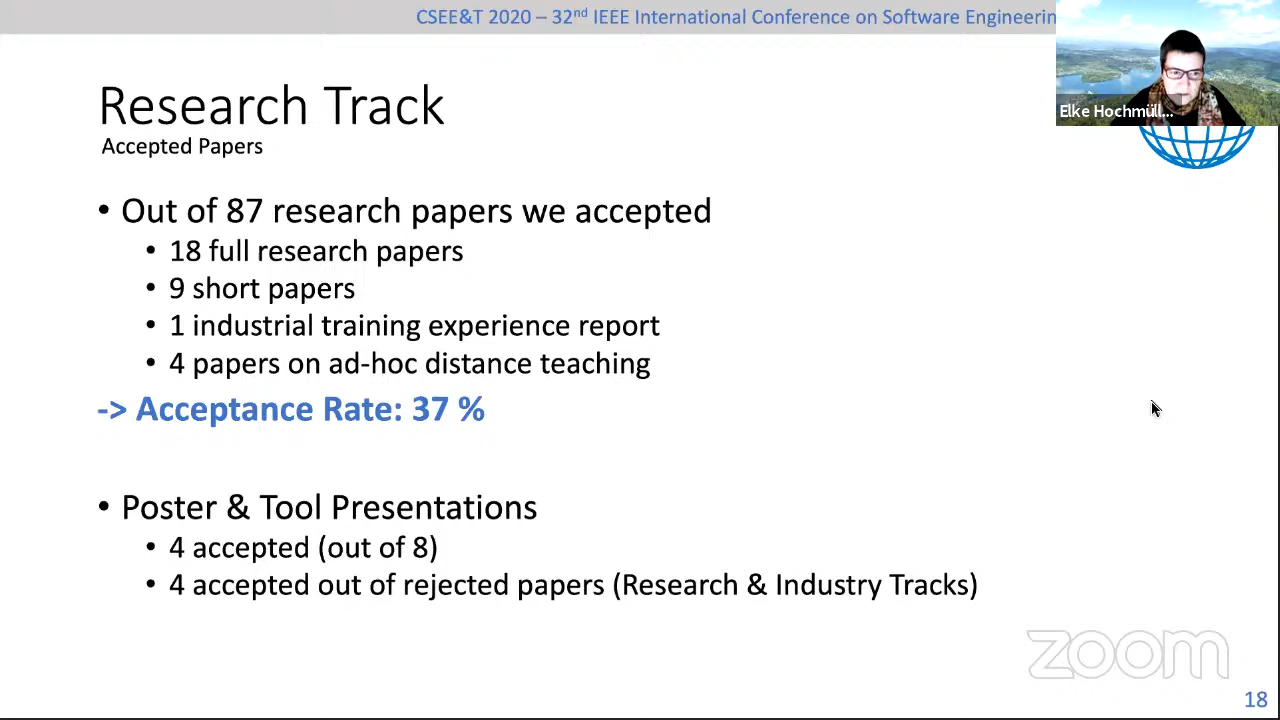 CSEE&T 2020 – 32nd IEEE International Conference on Software Engineerin
Elke Hochmüll...
Research Track
Accepted Papers
• Out of 87 research papers we accepted
• 18 full research papers
• 9 short papers
• 1 industrial training experience report
• 4 papers on ad-hoc distance teaching
-> Acceptance Rate: 37 %
• Poster & Tool Presentations
• 4 accepted (out of 8)
• 4 accepted out of rejected papers (Research & Industry Tracks)
zoom
18